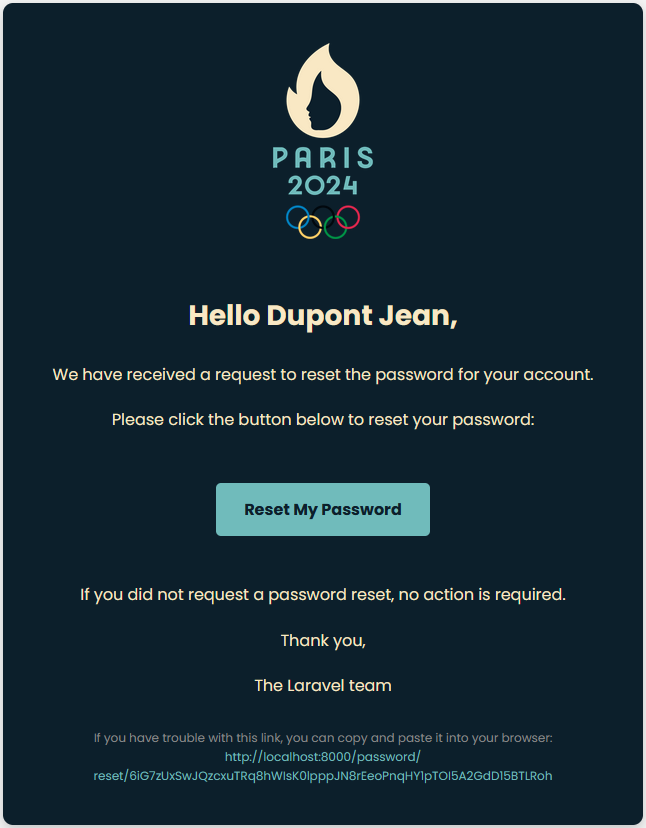 PARIS
2024
Hello Dupont Jean,
We have received a request to reset the password for your account.
Please click the button below to reset your password:
Reset My Password
If you did not request a password reset, no action is required.
Thank you,
The Laravel team
If you have trouble with this link, you can copy and paste it into your browser:
http://localhost:8000/password/
reset/6iG7zUxSwJQzcxuTRq8hWIsK0lpppJN8rEeoPnqHY1pTOl5A2GdD15BTLRoh